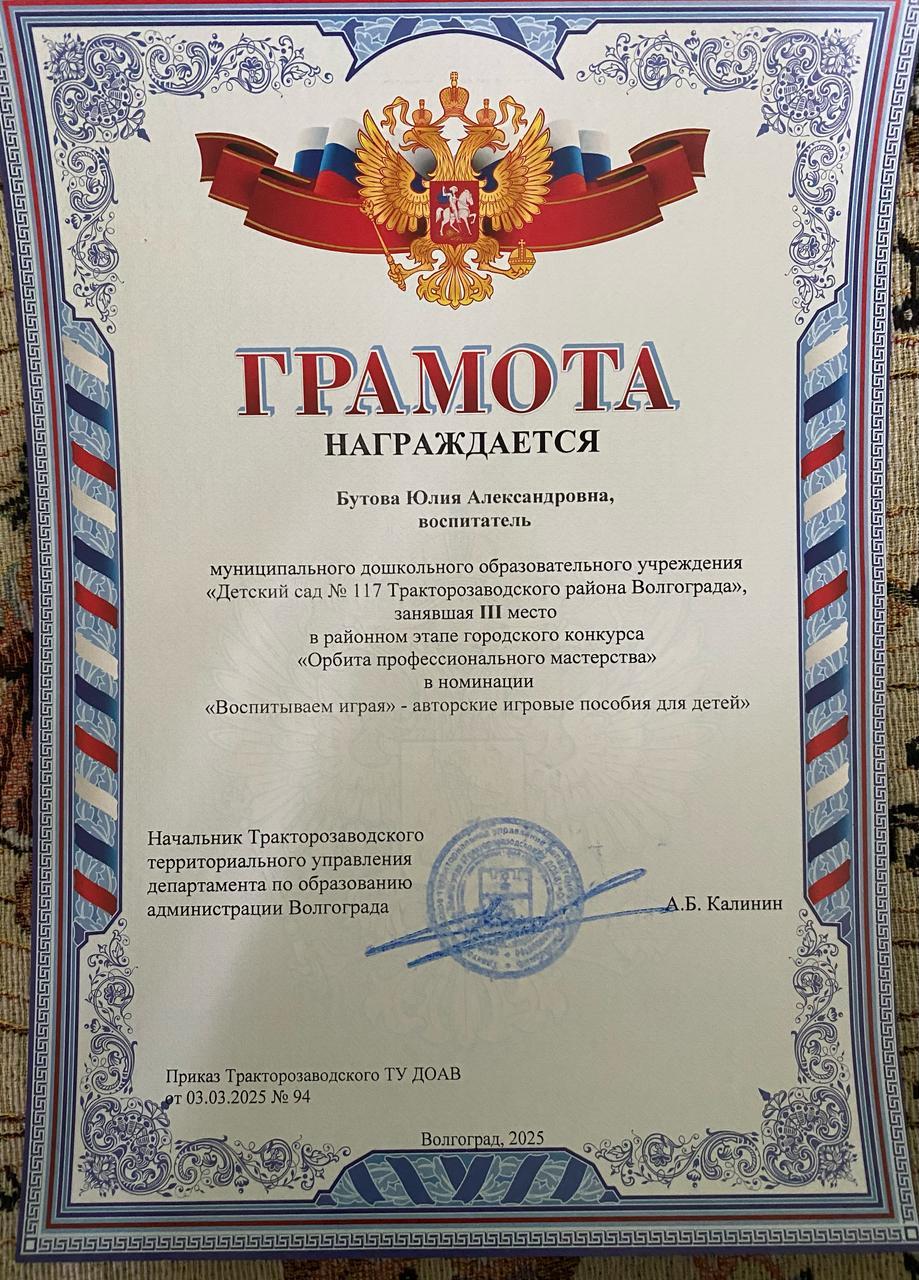 ГРАМОТА
НАГРАЖДАЕТСЯ
Бутова Юлия Александровна,
воспитатель
муниципального дошкольного образовательного учреждения
«Детский сад № 117 Тракторозаводского района Волгограда»,
занявшая III место
в районном этапе городского конкурса
«Орбита профессионального мастерства»
в номинации
«Воспитываем играя» - авторские игровые пособия для детей»
Начальник Тракторозаводского
территориального управления
департамента по образованию
администрации Волгограда
А.Б. Калинин
Приказ Тракторозаводского ТУ ДОАВ
от 03.03.2025 № 94
Волгоград, 2025